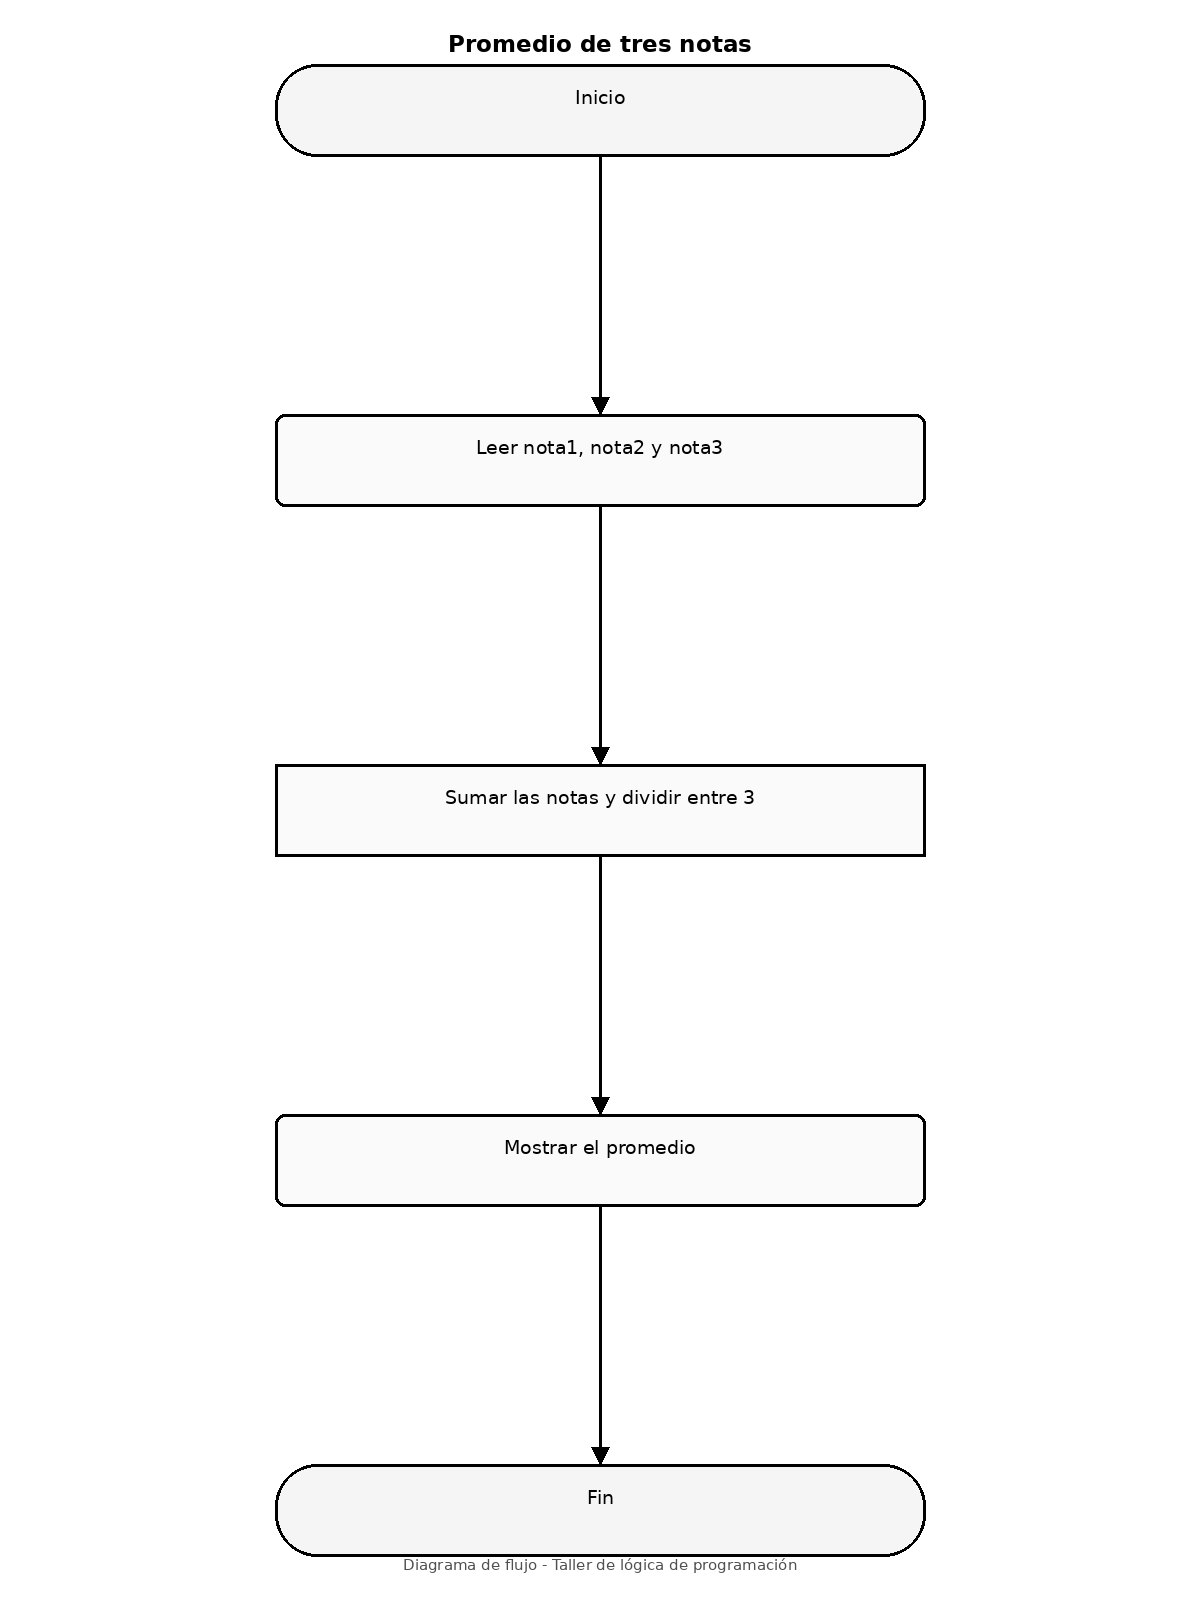 Promedio de tres notas
Inicio
Leer nota1, nota2 y nota3
Sumar las notas y dividir entre 3
Mostrar el promedio
Fin
Diagrama de flujo - Taller de lógica de programación